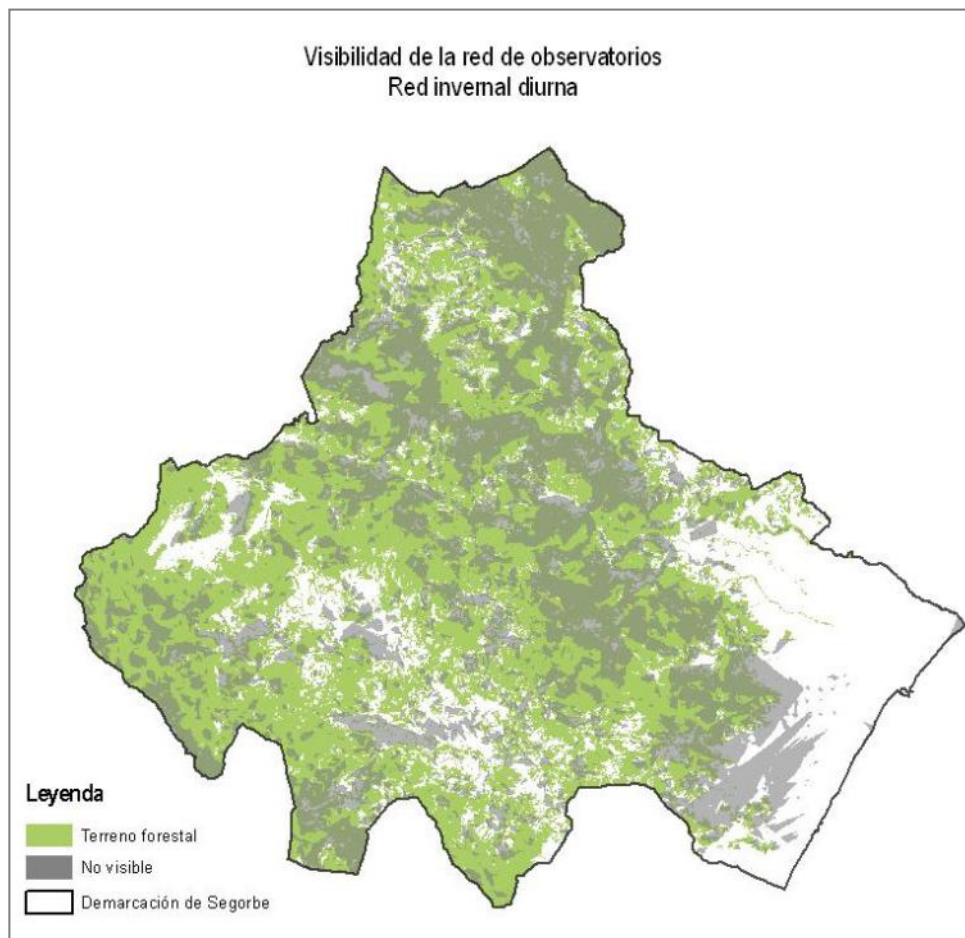 Visibilidad de la red de observatorios
Red invernal diurna
Leyenda
Terreno forestal
No visible
Demarcación de Segorbe